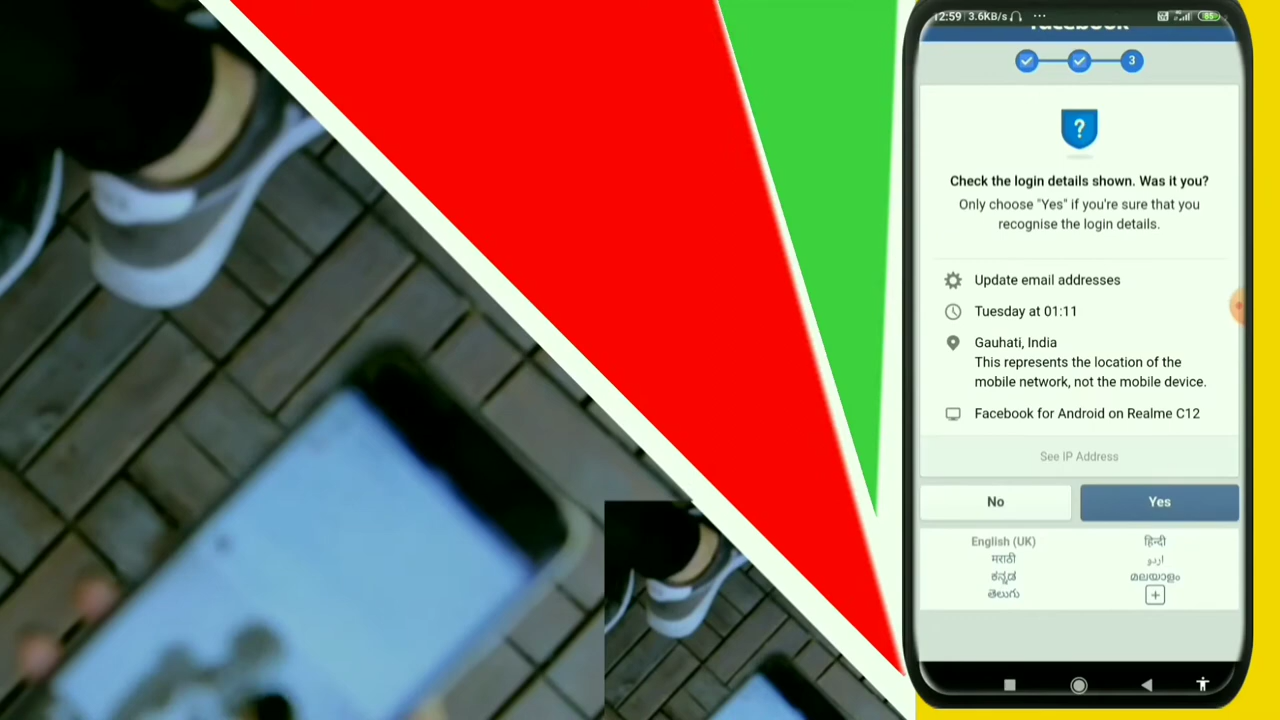 12:59 3.6KB/s ... 85
facebook
3
?
Check the login details shown. Was it you?
Only choose "Yes" if you're sure that you
recognise the login details.
Update email addresses
Tuesday at 01:11
Gauhati, India
This represents the location of the
mobile network, not the mobile device.
Facebook for Android on Realme C12
See IP Address
No Yes
English (UK) हिन्दी
मराठी اردو
ಕನ್ನಡ മലയാളം
తెలుగు +